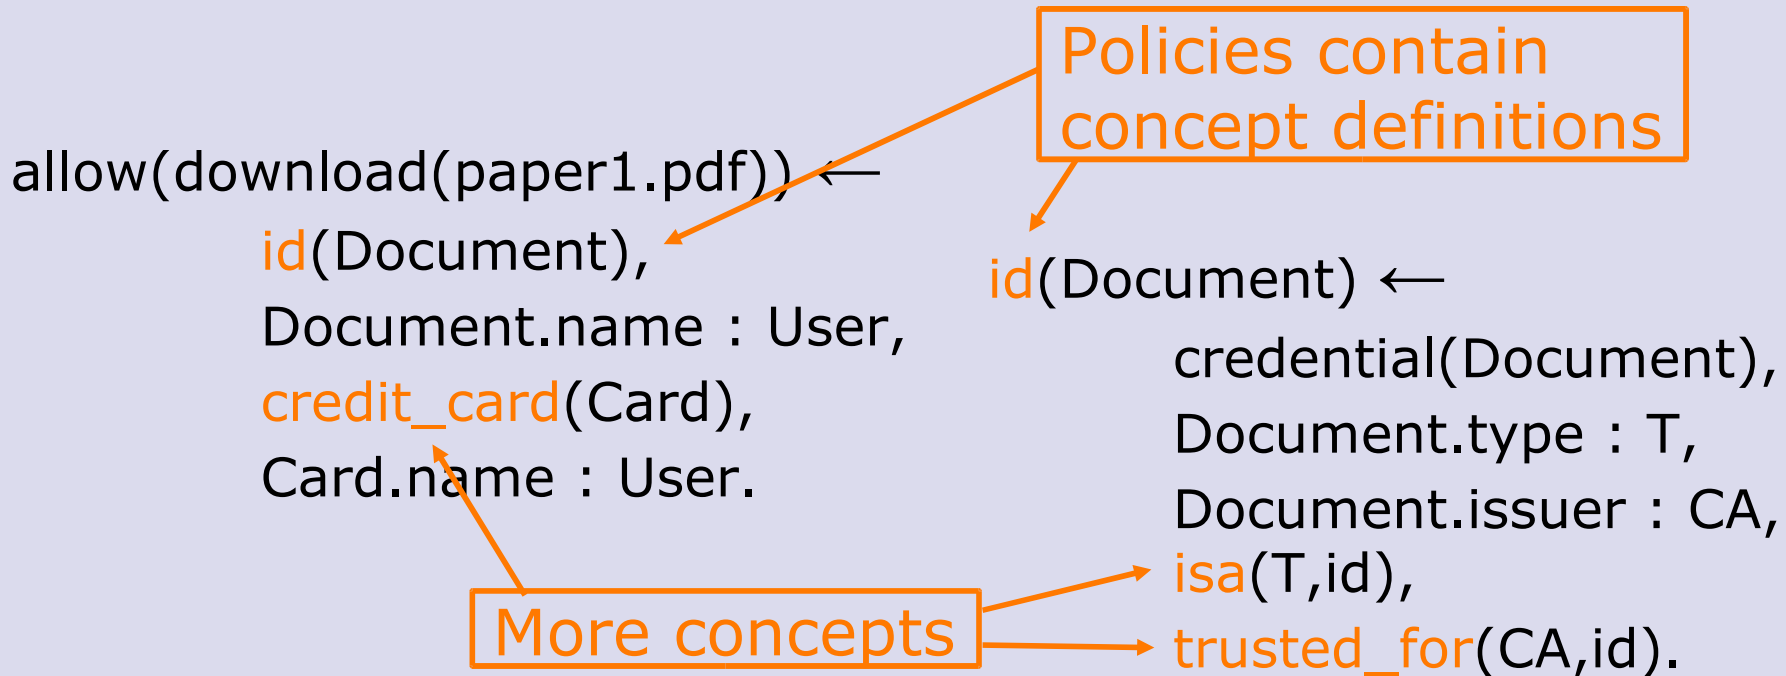 Policies contain
concept definitions
allow(download(paper1.pdf)) ←
id(Document),
Document.name : User,
credit_card(Card),
Card.name : User.
id(Document) ←
credential(Document),
Document.type : T,
Document.issuer : CA,
isa(T,id),
trusted_for(CA,id).
More concepts